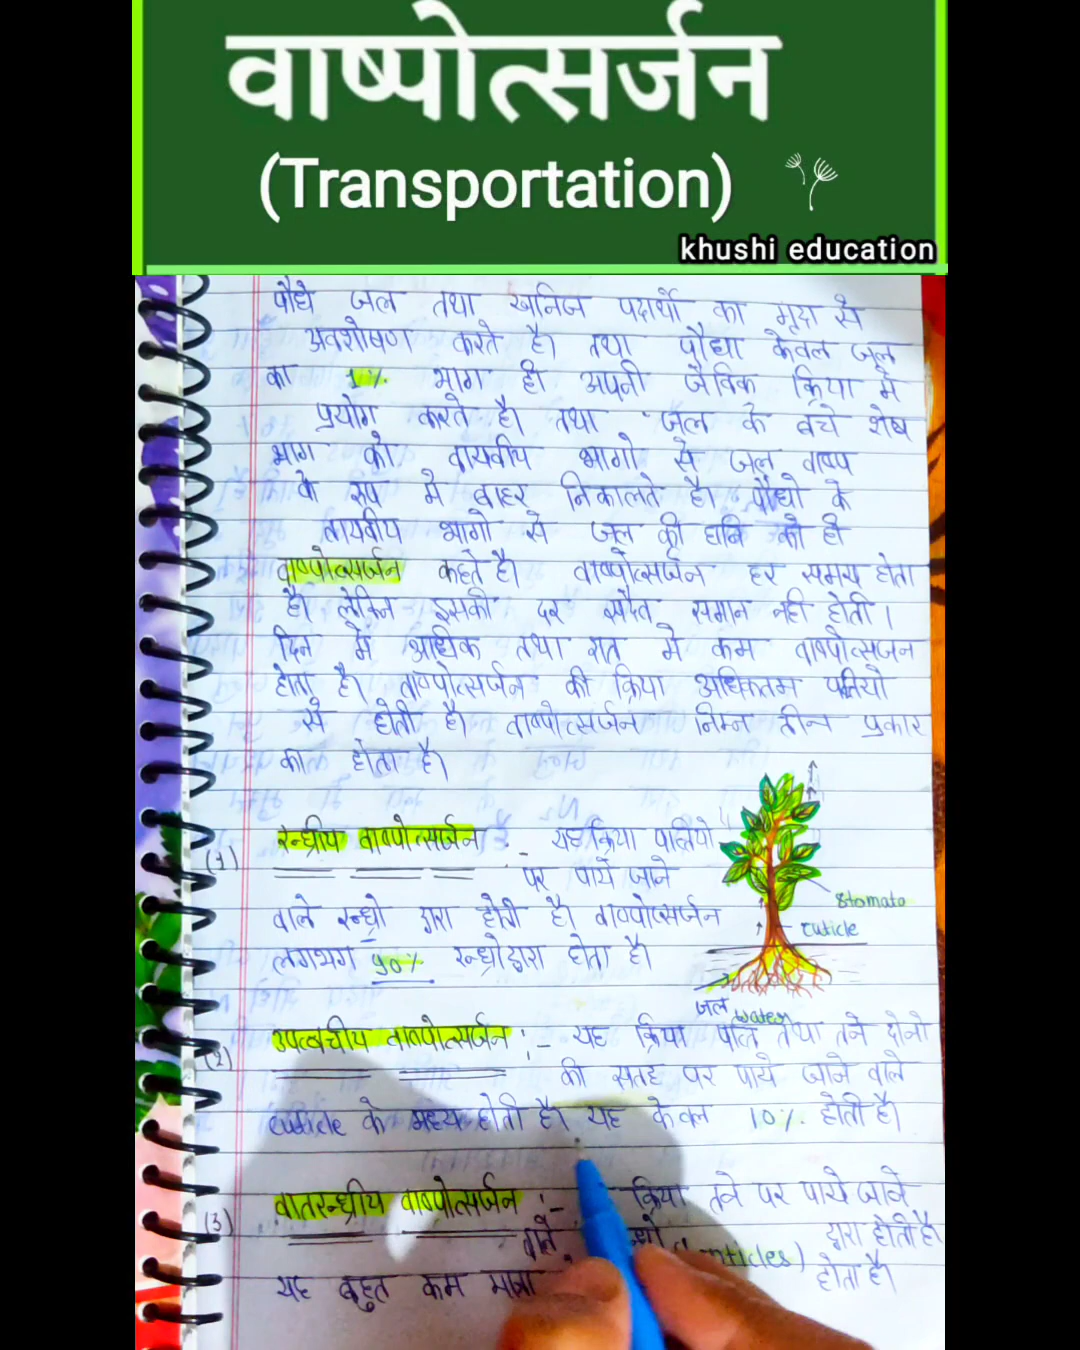 वाष्पोत्सर्जन
(Transportation)
khushi education
पौधे जल तथा खनिज पदार्थो का मृदा से
अवशोषण करते है। तथा पौधा केवल जल
का 1% भाग ही अपनी जैविक क्रिया मे
प्रयोग करते है। तथा जल के बचे शेष
भाग को वायवीय भागो से जल वाष्प
के रूप मे बाहर निकालते है। पौधो के
वायवीय भागो से जल की हानि को ही
वाष्पोत्सर्जन कहते है। वाष्पोत्सर्जन हर समय होता
है। लेकिन इसकी दर सदैव समान नही होती।
दिन में अधिक तथा रात मे कम वाष्पोत्सर्जन
होता है। वाष्पोत्सर्जन की क्रिया अधिकतम पत्तियो
से होती है। वाष्पोत्सर्जन निम्न तीन प्रकार
का होता है।
(1) रन्ध्रीय वाष्पोत्सर्जन :- यह क्रिया पत्तियो
पर पाये जाने
वाले रन्ध्रो द्वारा होती है। वाष्पोत्सर्जन
लगभग 90% रन्ध्रो द्वारा होता है।
Stomata
cuticle
जल water
(2) उपत्वचीय वाष्पोत्सर्जन :- यह क्रिया पत्ति तथा तने दोनो
की सतह पर पाये जाने वाले
cuticle के मध्य होती है। यह केवल 10% होती है।
(3) वातरन्ध्रीय वाष्पोत्सर्जन :- क्रिया तने पर पाये जाने
वाले द्वारा होती है
यह बहुत कम मात्रा होता है।